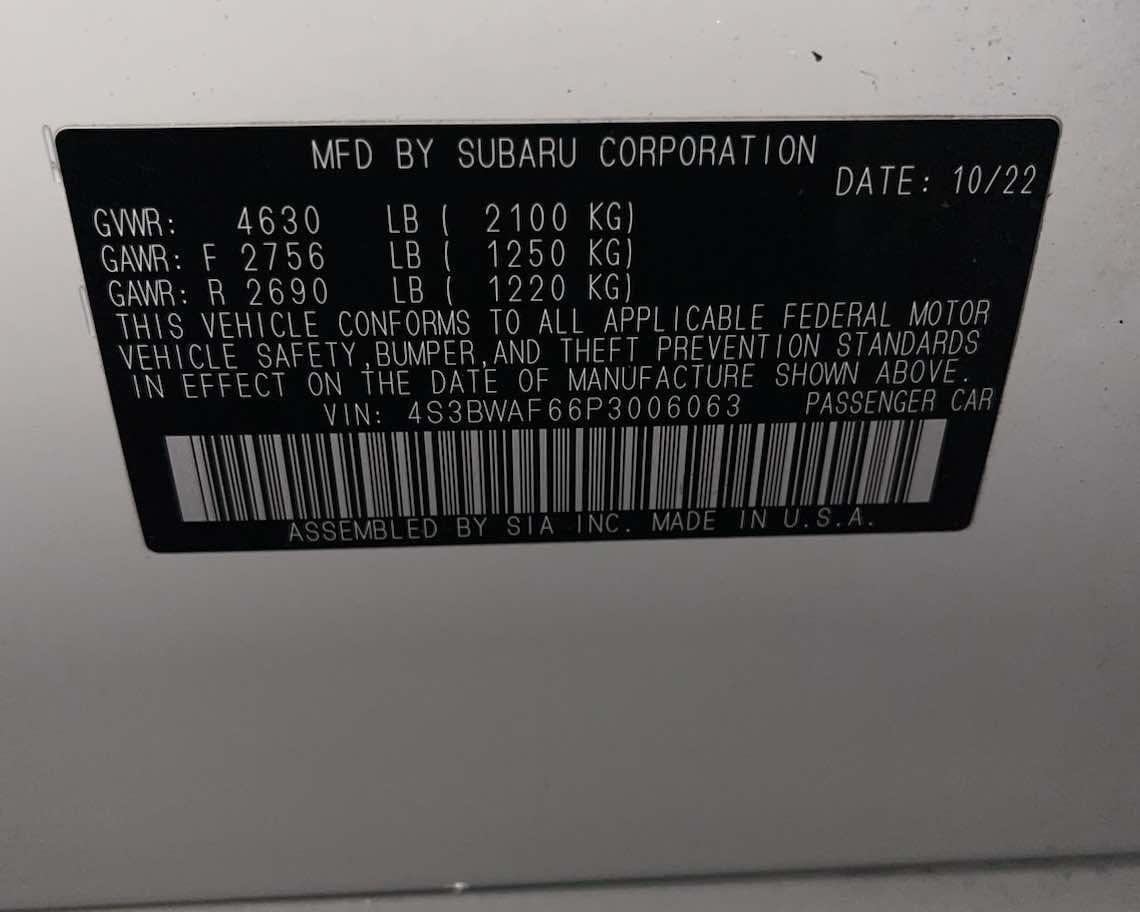 MFD BY SUBARU CORPORATION
DATE: 10/22
GVWR: 4630 LB ( 2100 KG)
GAWR: F 2756 LB ( 1250 KG)
GAWR: R 2690 LB ( 1220 KG)
THIS VEHICLE CONFORMS TO ALL APPLICABLE FEDERAL MOTOR
VEHICLE SAFETY,BUMPER,AND THEFT PREVENTION STANDARDS
IN EFFECT ON THE DATE OF MANUFACTURE SHOWN ABOVE.
VIN: 4S3BWAF66P3006063 PASSENGER CAR
ASSEMBLED BY SIA INC. MADE IN U.S.A.